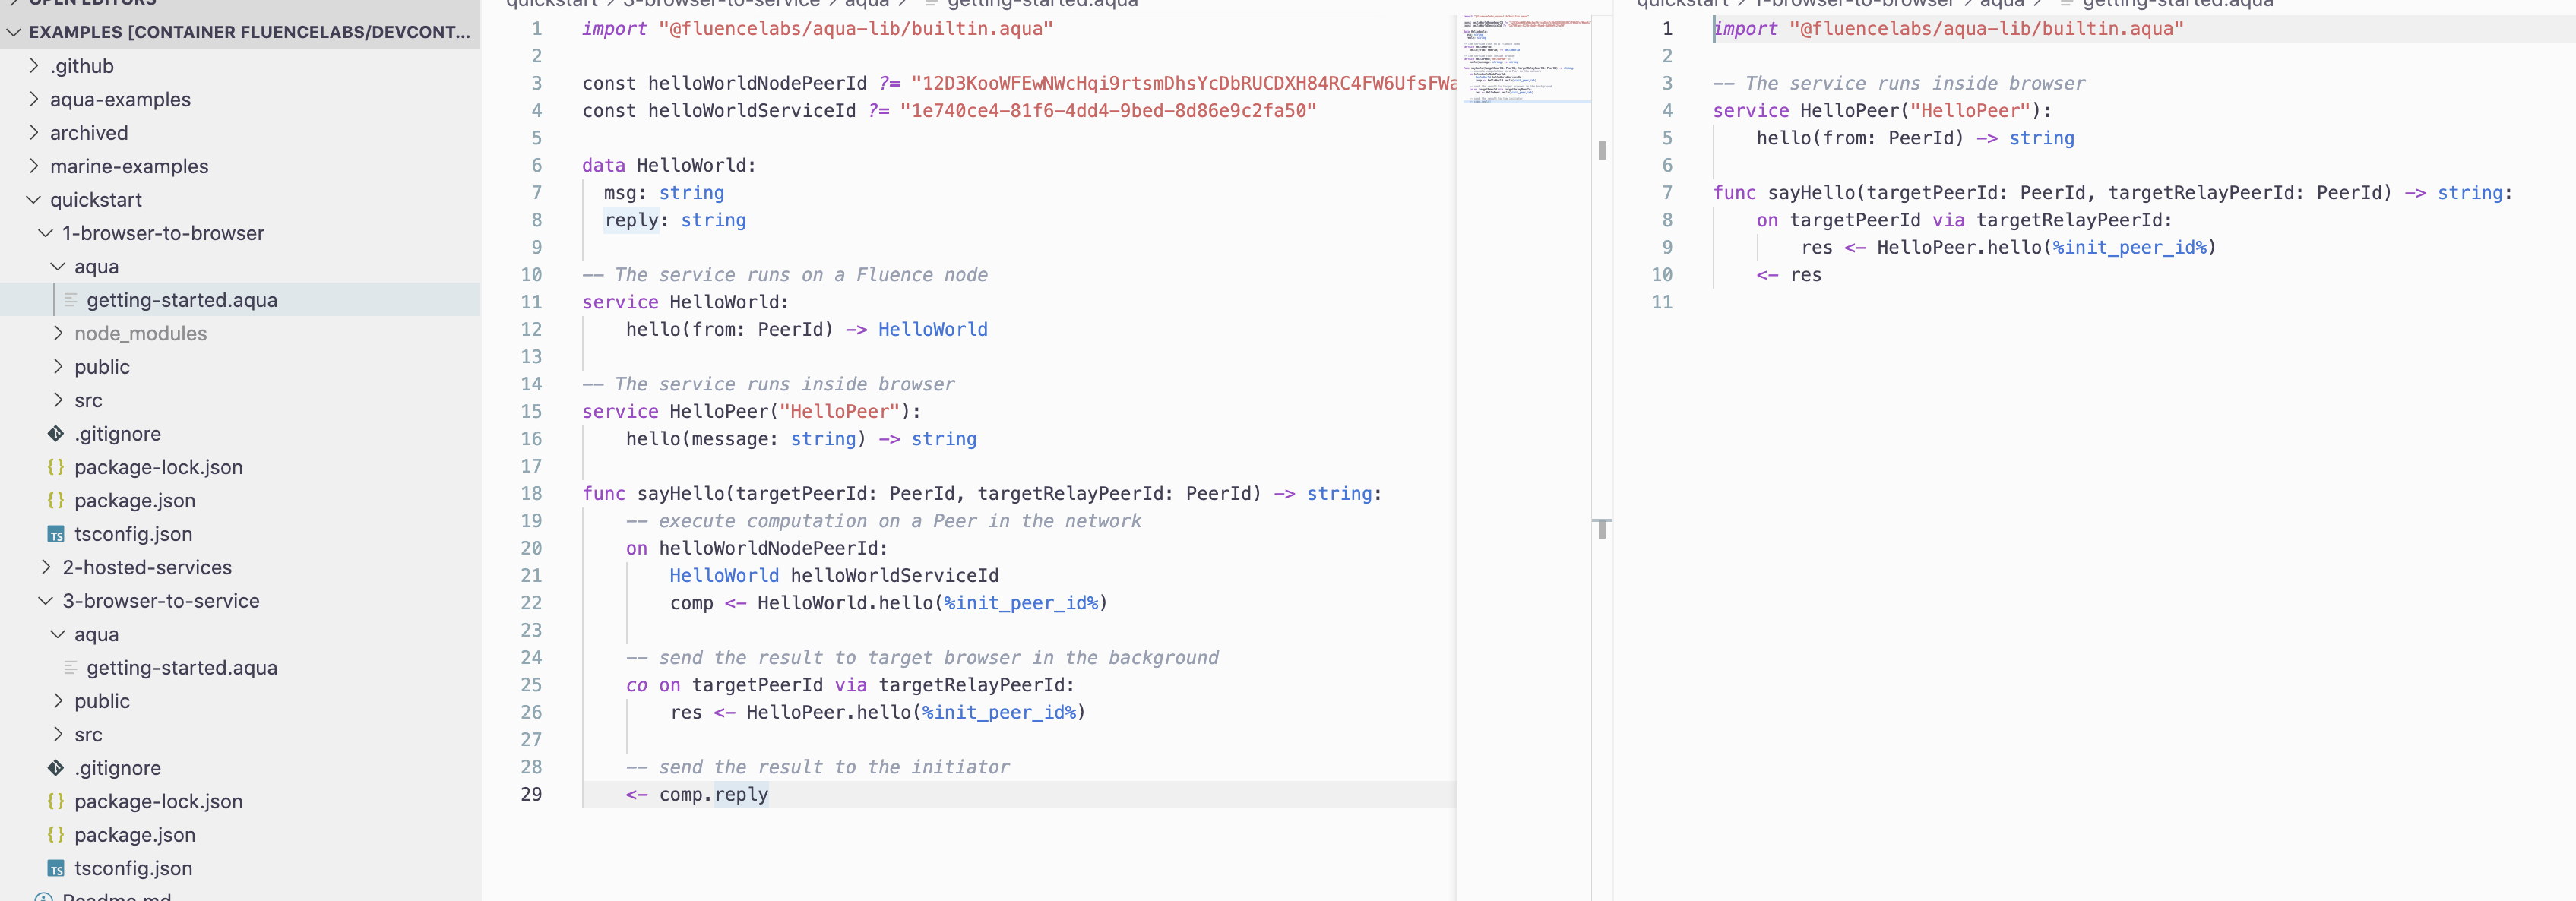 OPEN EDITORS
EXAMPLES [CONTAINER FLUENCELABS/DEVCONT...
.github
aqua-examples
archived
marine-examples
quickstart
1-browser-to-browser
aqua
getting-started.aqua
node_modules
public
src
.gitignore
package-lock.json
package.json
TS tsconfig.json
2-hosted-services
3-browser-to-service
aqua
getting-started.aqua
public
src
.gitignore
package-lock.json
package.json
TS tsconfig.json
Readme.md
quickstart > 3-browser-to-service > aqua > getting-started.aqua
1 import "@fluencelabs/aqua-lib/builtin.aqua"
2
3 const helloWorldNodePeerId ?= "12D3KooWFEwNWcHqi9rtsmDhsYcDbRUCDXH84RC4FW6UfsFWa
4 const helloWorldServiceId ?= "1e740ce4-81f6-4dd4-9bed-8d86e9c2fa50"
5
6 data HelloWorld:
7 msg: string
8 reply: string
9
10 -- The service runs on a Fluence node
11 service HelloWorld:
12 hello(from: PeerId) -> HelloWorld
13
14 -- The service runs inside browser
15 service HelloPeer("HelloPeer"):
16 hello(message: string) -> string
17
18 func sayHello(targetPeerId: PeerId, targetRelayPeerId: PeerId) -> string:
19 -- execute computation on a Peer in the network
20 on helloWorldNodePeerId:
21 HelloWorld helloWorldServiceId
22 comp <- HelloWorld.hello(%init_peer_id%)
23
24 -- send the result to target browser in the background
25 co on targetPeerId via targetRelayPeerId:
26 res <- HelloPeer.hello(%init_peer_id%)
27
28 -- send the result to the initiator
29 <- comp.reply
quickstart > 1-browser-to-browser > aqua > getting-started.aqua
1 import "@fluencelabs/aqua-lib/builtin.aqua"
2
3 -- The service runs inside browser
4 service HelloPeer("HelloPeer"):
5 hello(from: PeerId) -> string
6
7 func sayHello(targetPeerId: PeerId, targetRelayPeerId: PeerId) -> string:
8 on targetPeerId via targetRelayPeerId:
9 res <- HelloPeer.hello(%init_peer_id%)
10 <- res
11